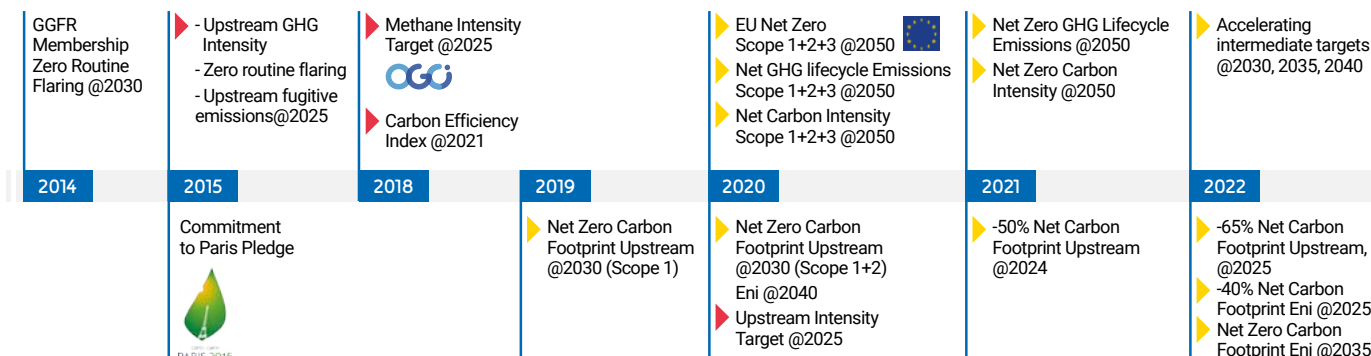 GGFR
Membership
Zero Routine
Flaring @2030
- Upstream GHG
Intensity
- Zero routine flaring
- Upstream fugitive
emissions@2025
Methane Intensity
Target @2025
OGCI
Carbon Efficiency
Index @2021
EU Net Zero
Scope 1+2+3 @2050
Net GHG lifecycle Emissions
Scope 1+2+3 @2050
Net Carbon Intensity
Scope 1+2+3 @2050
Net Zero GHG Lifecycle
Emissions @2050
Net Zero Carbon
Intensity @2050
Accelerating
intermediate targets
@2030, 2035, 2040
2014
2015
2018
2019
2020
2021
2022
Commitment
to Paris Pledge
PARIS 2015
Net Zero Carbon
Footprint Upstream
@2030 (Scope 1)
Net Zero Carbon
Footprint Upstream
@2030 (Scope 1+2)
Eni @2040
Upstream Intensity
Target @2025
-50% Net Carbon
Footprint Upstream
@2024
-65% Net Carbon
Footprint Upstream,
@2025
-40% Net Carbon
Footprint Eni @2025
Net Zero Carbon
Footprint Eni @2035